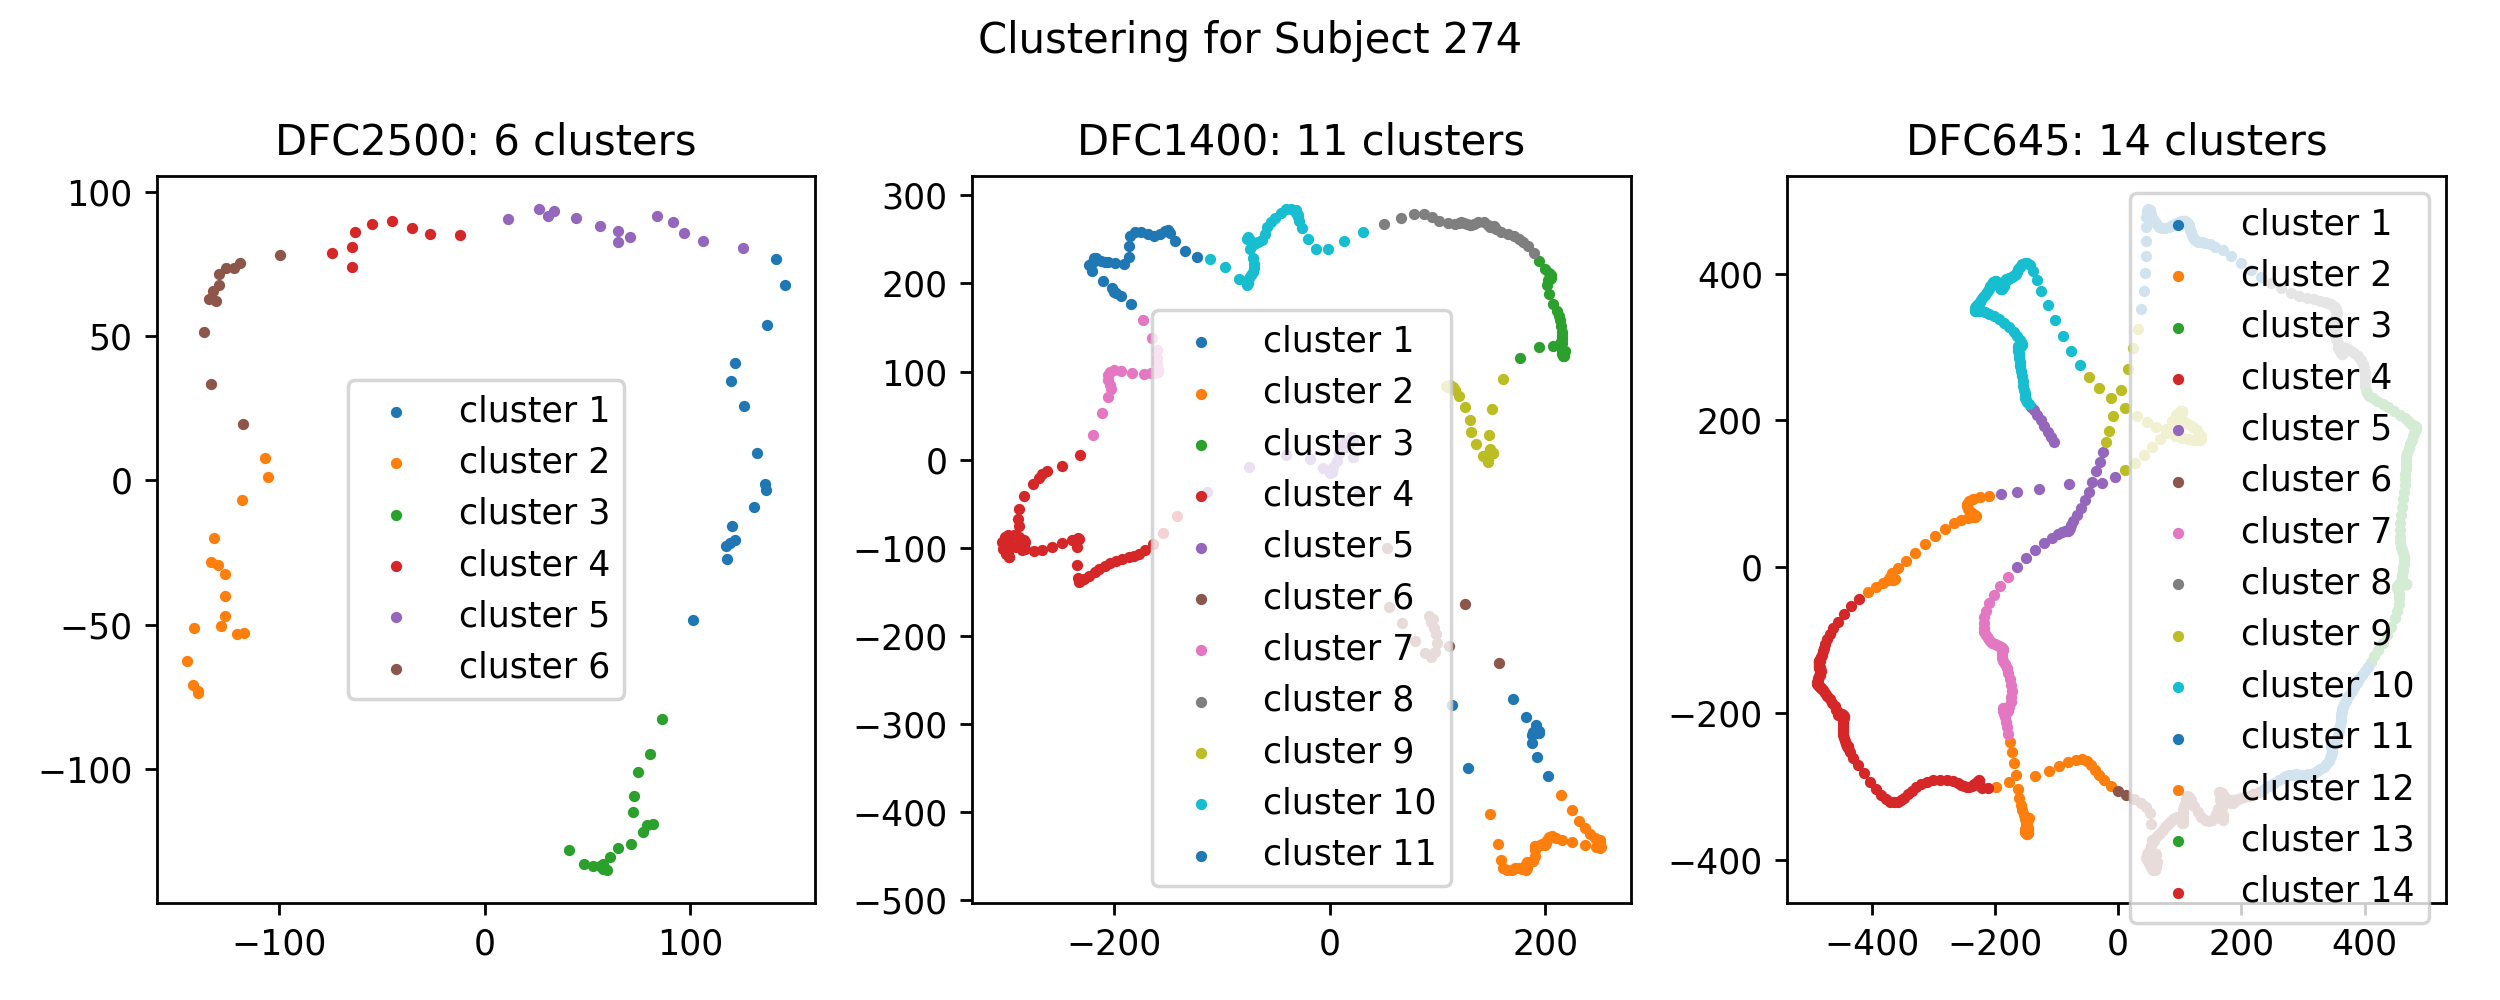 Clustering for Subject 274
DFC2500: 6 clusters
100
50
0
−50
−100
−100
0
100
cluster 1
cluster 2
cluster 3
cluster 4
cluster 5
cluster 6
DFC1400: 11 clusters
300
200
100
0
−100
−200
−300
−400
−500
−200
0
200
cluster 1
cluster 2
cluster 3
cluster 4
cluster 5
cluster 6
cluster 7
cluster 8
cluster 9
cluster 10
cluster 11
DFC645: 14 clusters
400
200
0
−200
−400
−400
−200
0
200
400
cluster 1
cluster 2
cluster 3
cluster 4
cluster 5
cluster 6
cluster 7
cluster 8
cluster 9
cluster 10
cluster 11
cluster 12
cluster 13
cluster 14